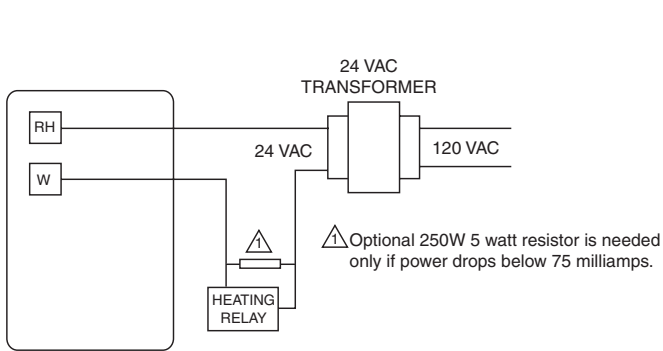 24 VAC
TRANSFORMER
RH
24 VAC
120 VAC
W
1
1 Optional 250W 5 watt resistor is needed
only if power drops below 75 milliamps.
HEATING
RELAY